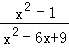 x² − 1
x² − 6x+9